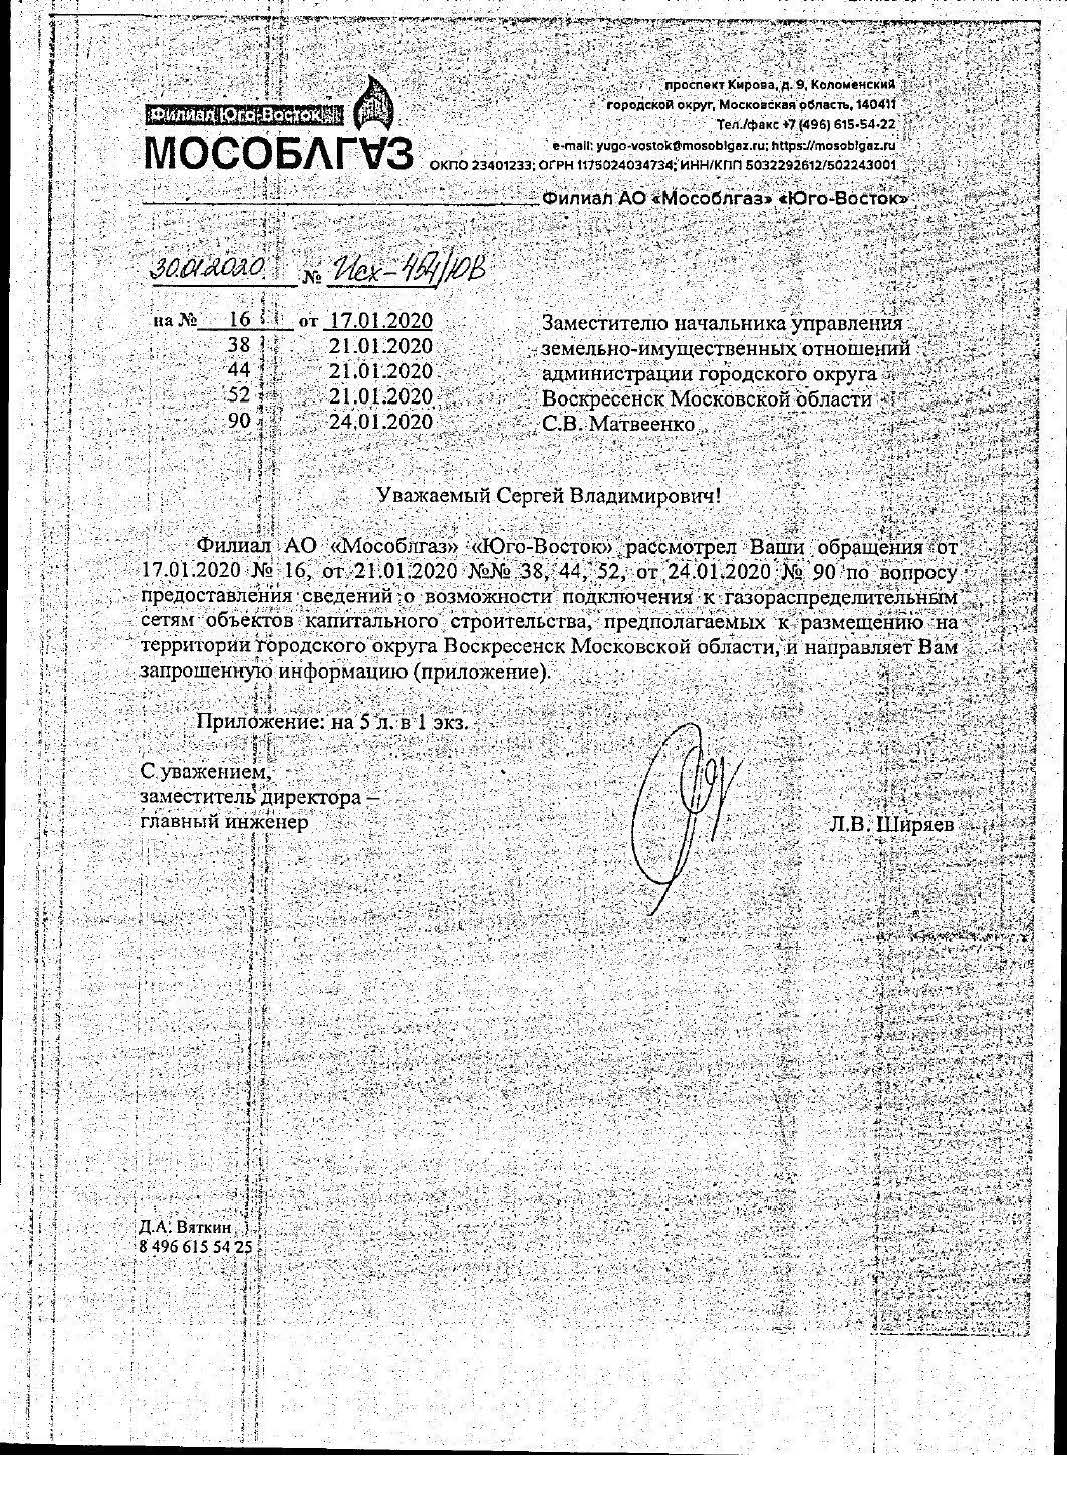 Филиал Юго-Восток
МОСОБЛГАЗ
проспект Кирова, д. 9, Коломенский
городской округ, Московская область, 140411
Тел./факс +7 (496) 615-54-22
e-mail: yugo-vostok@mosoblgaz.ru; https://mosoblgaz.ru
ОКПО 23401233; ОГРН 1175024034734; ИНН/КПП 5032292612/502243001
Филиал АО «Мособлгаз» «Юго-Восток»
30.01.2020 № Исх-454/ЮВ
на № 16 от 17.01.2020
38 21.01.2020
44 21.01.2020
52 21.01.2020
90 24.01.2020
Заместителю начальника управления
земельно-имущественных отношений
администрации городского округа
Воскресенск Московской области
С.В. Матвеенко
Уважаемый Сергей Владимирович!
Филиал АО «Мособлгаз» «Юго-Восток» рассмотрел Ваши обращения от
17.01.2020 № 16, от 21.01.2020 №№ 38, 44, 52, от 24.01.2020 № 90 по вопросу
предоставления сведений о возможности подключения к газораспределительным
сетям объектов капитального строительства, предполагаемых к размещению на
территории городского округа Воскресенск Московской области, и направляет Вам
запрошенную информацию (приложение).
Приложение: на 5 л. в 1 экз.
С уважением,
заместитель директора –
главный инженер
Л.В. Ширяев
Д.А. Вяткин
8 496 615 54 25